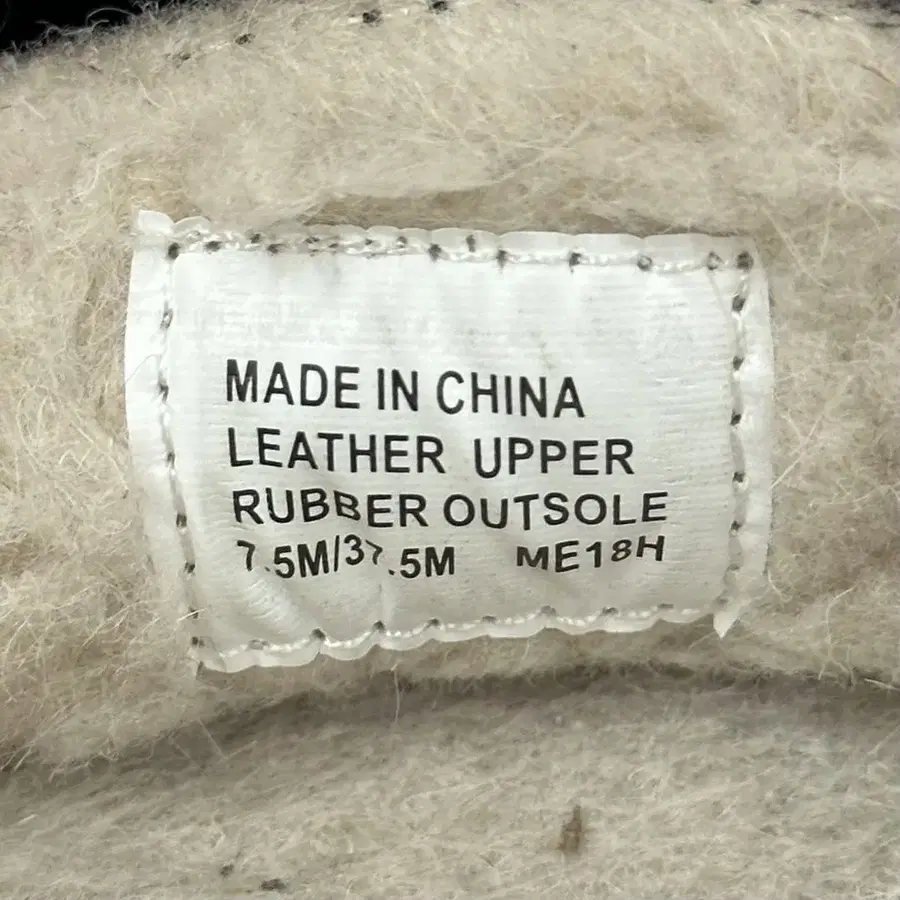 MADE IN CHINA
LEATHER UPPER
RUBBER OUTSOLE
7.5M/37.5M ME18H